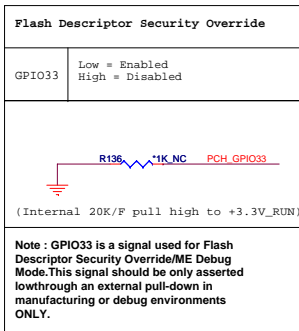 Flash Descriptor Security Override
GPIO33
Low = Enabled
High = Disabled
R136 *1K_NC PCH_GPIO33
(Internal 20K/F pull high to +3.3V_RUN)
Note : GPIO33 is a signal used for Flash
Descriptor Security Override/ME Debug
Mode.This signal should be only asserted
lowthrough an external pull-down in
manufacturing or debug environments
ONLY.